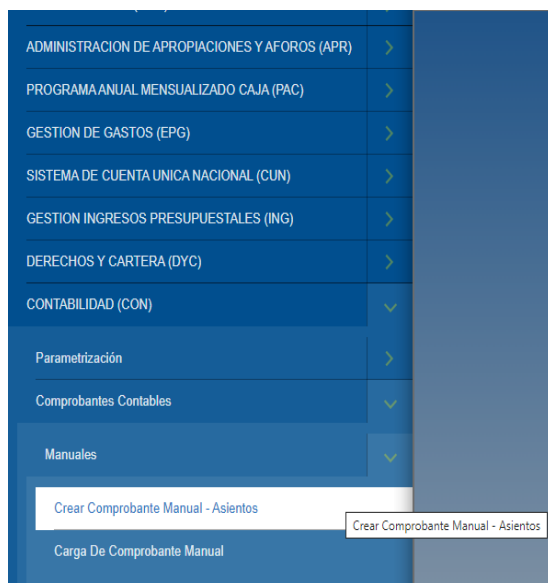 ADMINISTRACION DE APROPIACIONES Y AFOROS (APR)
PROGRAMA ANUAL MENSUALIZADO CAJA (PAC)
GESTION DE GASTOS (EPG)
SISTEMA DE CUENTA UNICA NACIONAL (CUN)
GESTION INGRESOS PRESUPUESTALES (ING)
DERECHOS Y CARTERA (DYC)
CONTABILIDAD (CON)
Parametrización
Comprobantes Contables
Manuales
Crear Comprobante Manual - Asientos
Crear Comprobante Manual - Asientos
Carga De Comprobante Manual